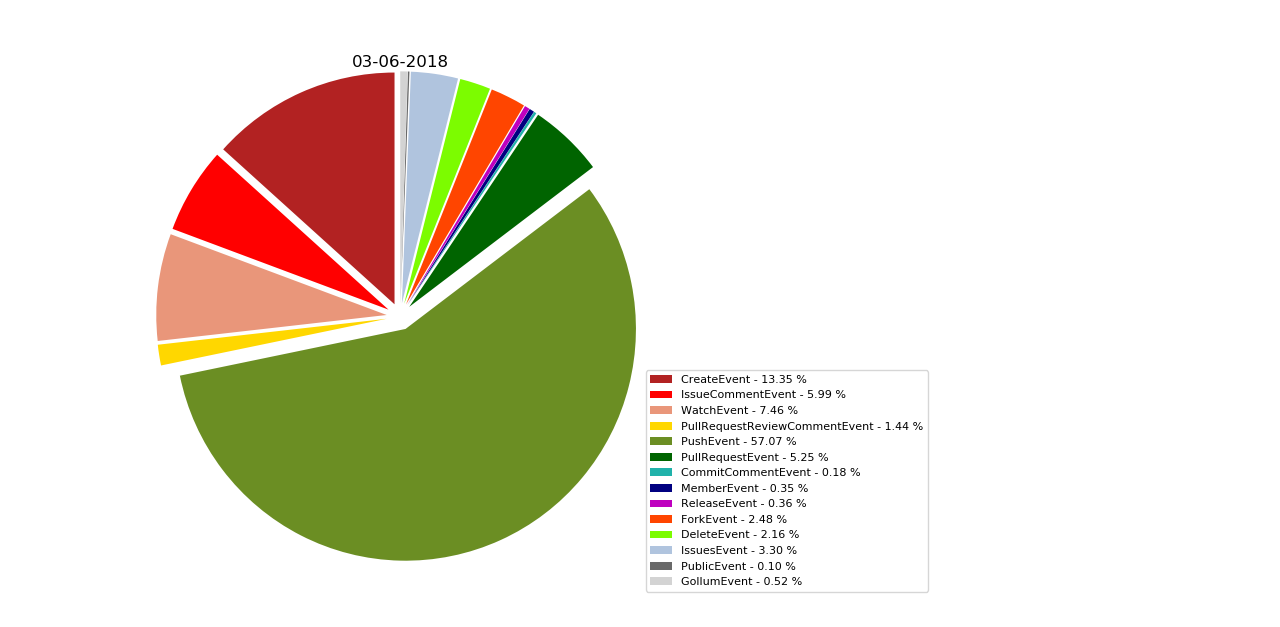 03-06-2018
CreateEvent - 13.35 %
IssueCommentEvent - 5.99 %
WatchEvent - 7.46 %
PullRequestReviewCommentEvent - 1.44 %
PushEvent - 57.07 %
PullRequestEvent - 5.25 %
CommitCommentEvent - 0.18 %
MemberEvent - 0.35 %
ReleaseEvent - 0.36 %
ForkEvent - 2.48 %
DeleteEvent - 2.16 %
IssuesEvent - 3.30 %
PublicEvent - 0.10 %
GollumEvent - 0.52 %